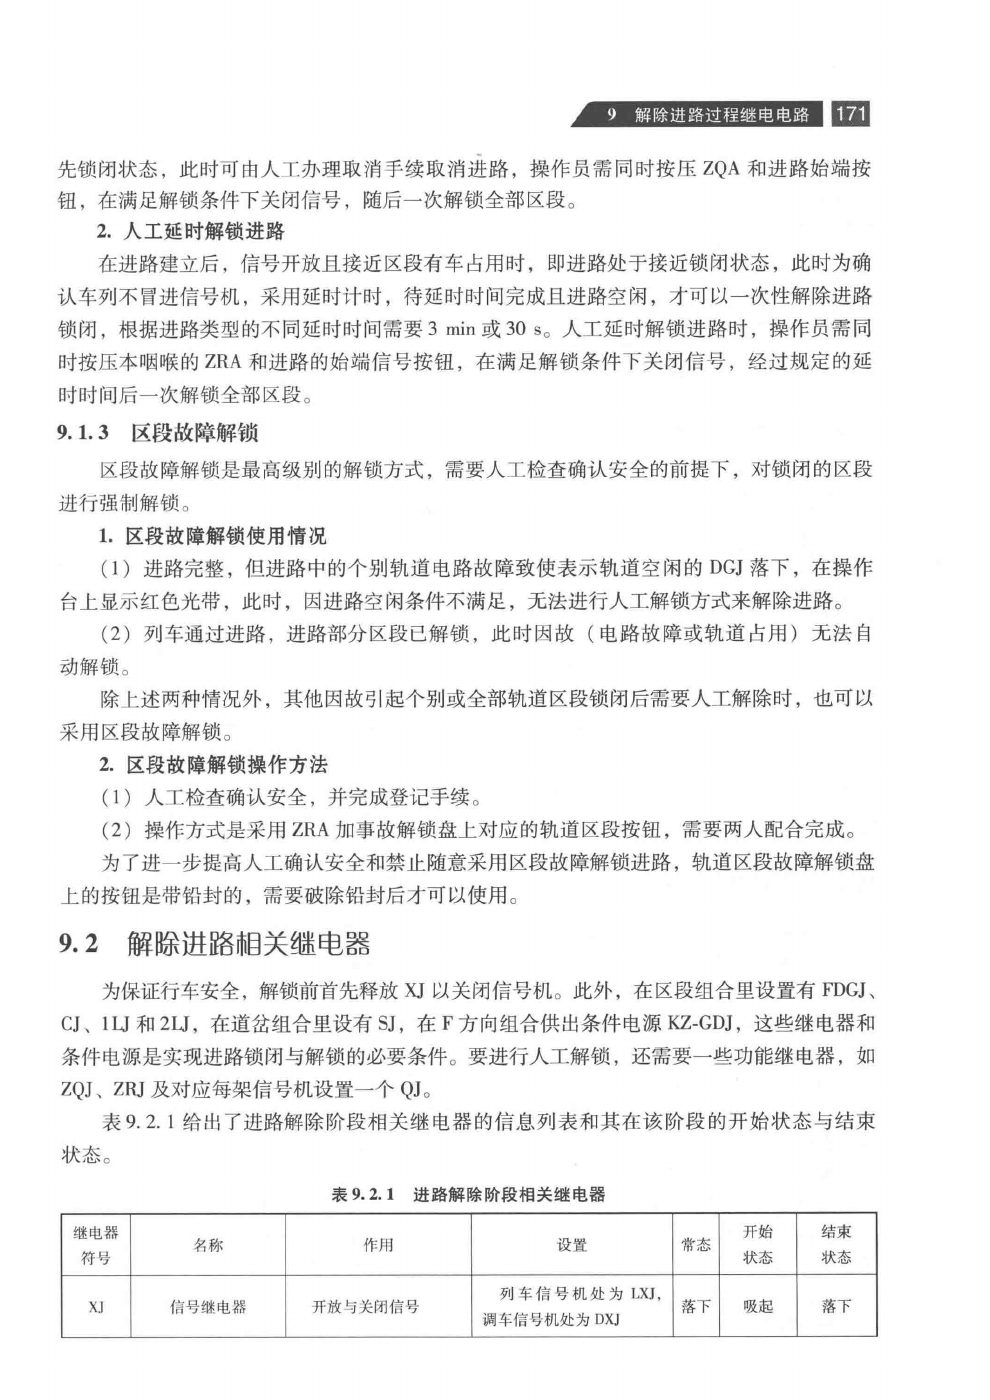 9 解除进路过程继电电路 171
先锁闭状态，此时可由人工办理取消手续取消进路，操作员需同时按压 ZQA 和进路始端按
钮，在满足解锁条件下关闭信号，随后一次解锁全部区段。
2. 人工延时解锁进路
在进路建立后，信号开放且接近区段有车占用时，即进路处于接近锁闭状态，此时为确
认车列不冒进信号机，采用延时计时，待延时时间完成且进路空闲，才可以一次性解除进路
锁闭，根据进路类型的不同延时时间需要 3 min 或 30 s。人工延时解锁进路时，操作员需同
时按压本咽喉的 ZRA 和进路的始端信号按钮，在满足解锁条件下关闭信号，经过规定的延
时时间后一次解锁全部区段。
9.1.3 区段故障解锁
区段故障解锁是最高级别的解锁方式，需要人工检查确认安全的前提下，对锁闭的区段
进行强制解锁。
1. 区段故障解锁使用情况
（1）进路完整，但进路中的个别轨道电路故障致使表示轨道空闲的 DGJ 落下，在操作
台上显示红色光带，此时，因进路空闲条件不满足，无法进行人工解锁方式来解除进路。
（2）列车通过进路，进路部分区段已解锁，此时因故（电路故障或轨道占用）无法自
动解锁。
除上述两种情况外，其他因故引起个别或全部轨道区段锁闭后需要人工解除时，也可以
采用区段故障解锁。
2. 区段故障解锁操作方法
（1）人工检查确认安全，并完成登记手续。
（2）操作方式是采用 ZRA 加事故解锁盘上对应的轨道区段按钮，需要两人配合完成。
为了进一步提高人工确认安全和禁止随意采用区段故障解锁进路，轨道区段故障解锁盘
上的按钮是带铅封的，需要破除铅封后才可以使用。
9.2 解除进路相关继电器
为保证行车安全，解锁前首先释放 XJ 以关闭信号机。此外，在区段组合里设置有 FDGJ、
CJ、1LJ 和 2LJ，在道岔组合里设有 SJ，在 F 方向组合供出条件电源 KZ-GDJ，这些继电器和
条件电源是实现进路锁闭与解锁的必要条件。要进行人工解锁，还需要一些功能继电器，如
ZQJ、ZRJ 及对应每架信号机设置一个 QJ。
表 9.2.1 给出了进路解除阶段相关继电器的信息列表和其在该阶段的开始状态与结束
状态。
表 9.2.1 进路解除阶段相关继电器
继电器符号 名称 作用 设置 常态 开始状态 结束状态
XJ 信号继电器 开放与关闭信号 列车信号机处为 LXJ，调车信号机处为 DXJ 落下 吸起 落下